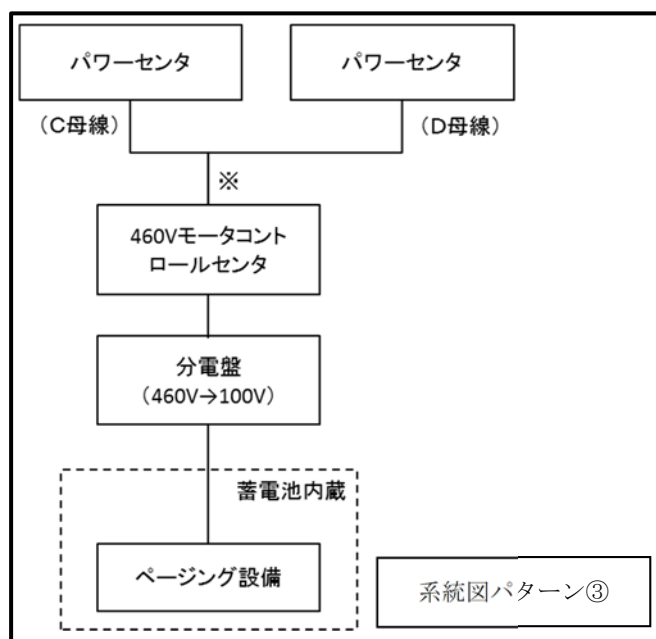 パワーセンタ
パワーセンタ
（C母線）
（D母線）
※
460Vモータコント
ロールセンタ
分電盤
（460V→100V）
蓄電池内蔵
ページング設備
系統図パターン③